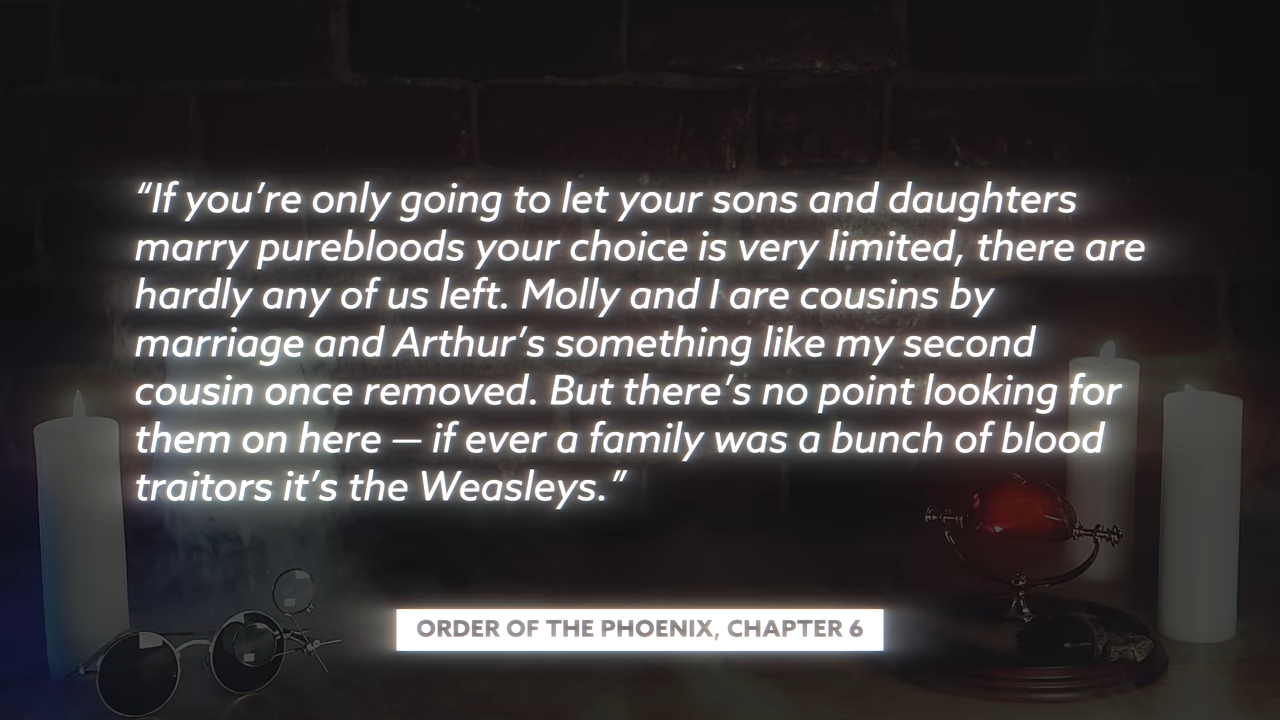 “If you’re only going to let your sons and daughters
marry purebloods your choice is very limited, there are
hardly any of us left. Molly and I are cousins by
marriage and Arthur’s something like my second
cousin once removed. But there’s no point looking for
them on here — if ever a family was a bunch of blood
traitors it’s the Weasleys.”
ORDER OF THE PHOENIX, CHAPTER 6